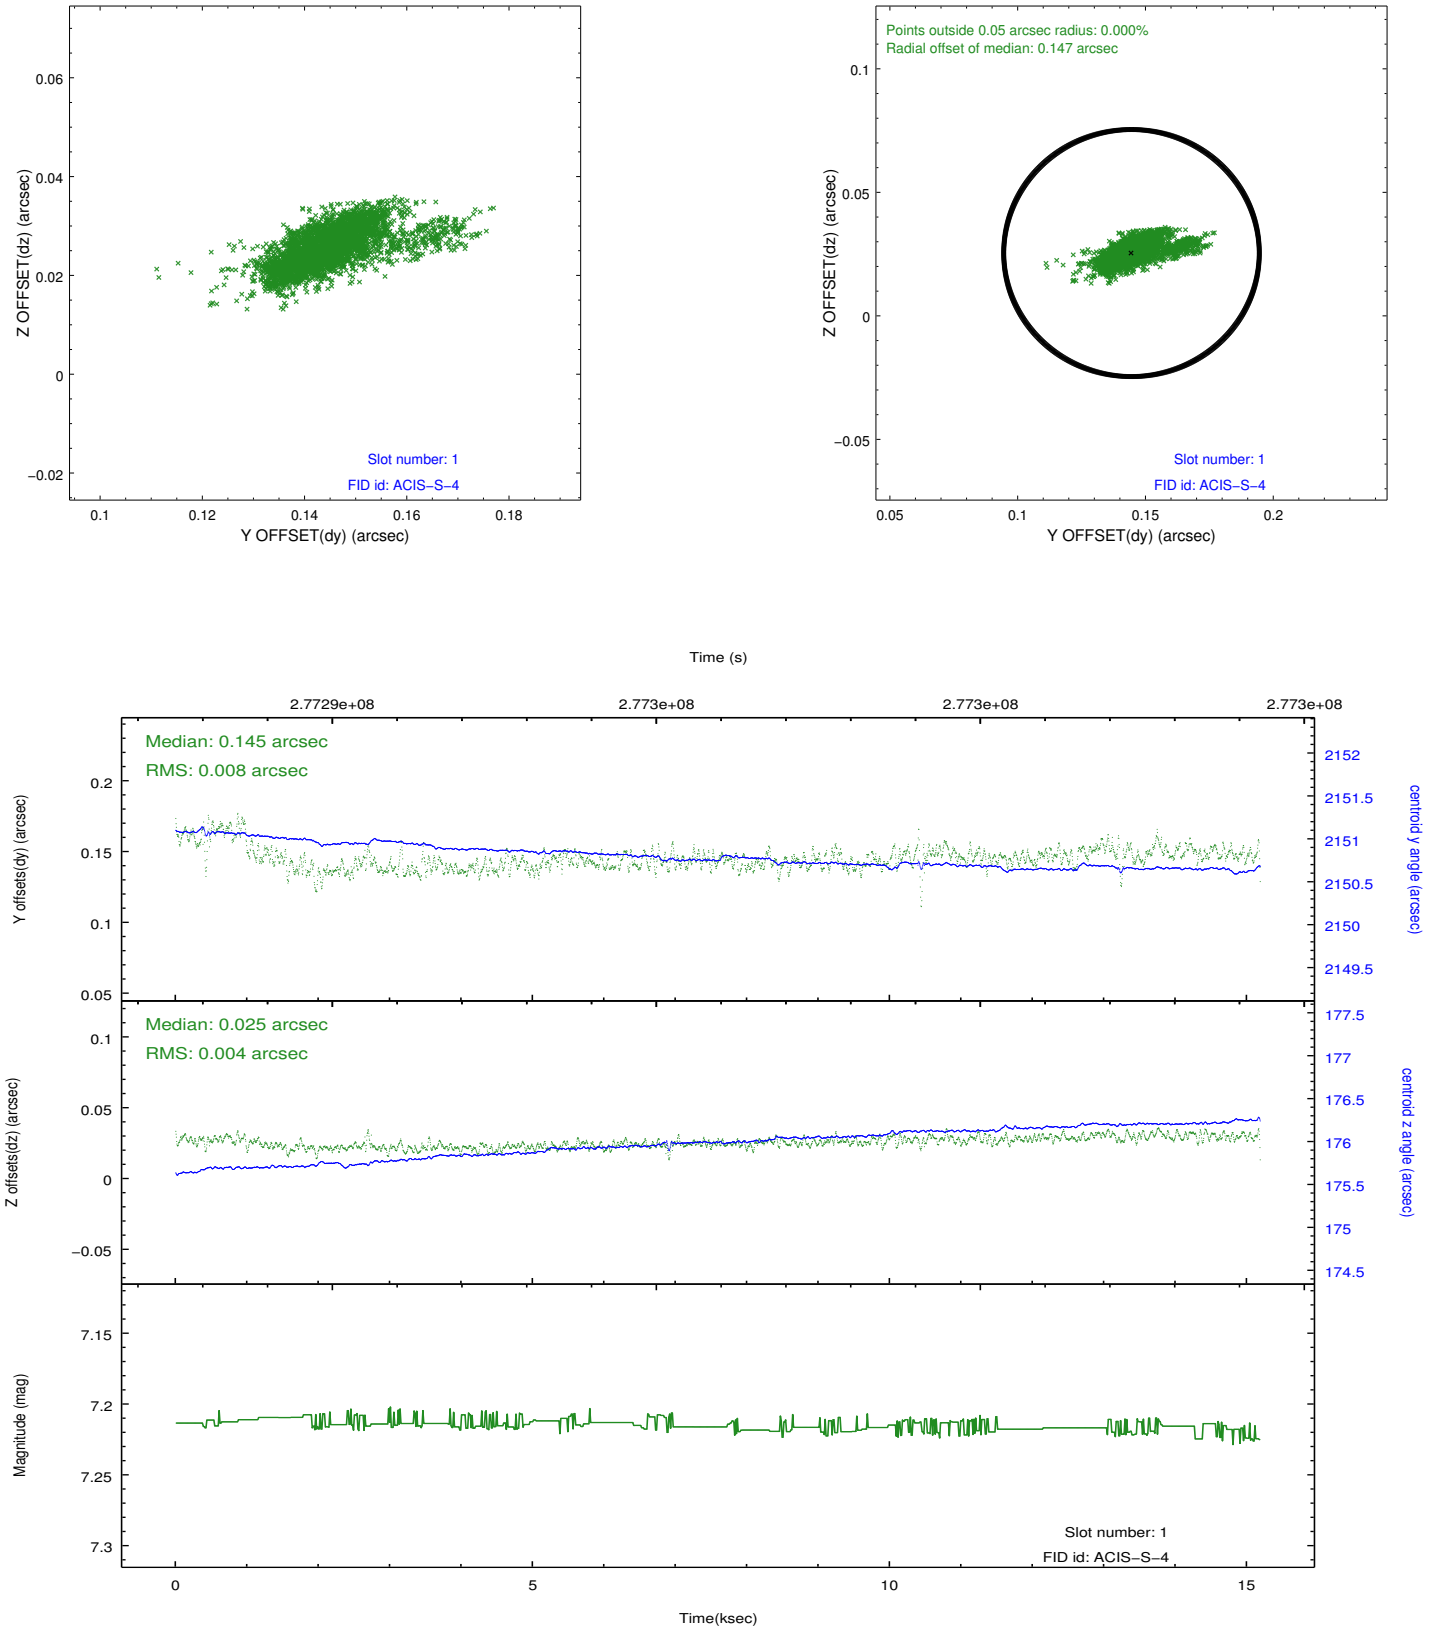 0.06
0.04
0.02
0
−0.02
Z OFFSET(dz) (arcsec)
Slot number: 1
FID id: ACIS−S−4
0.1
0.12
0.14
0.16
0.18
Y OFFSET(dy) (arcsec)
Points outside 0.05 arcsec radius: 0.000%
Radial offset of median: 0.147 arcsec
0.1
0.05
0
−0.05
Z OFFSET(dz) (arcsec)
Slot number: 1
FID id: ACIS−S−4
0.05
0.1
0.15
0.2
Y OFFSET(dy) (arcsec)
Time (s)
2.7729e+08
2.773e+08
2.773e+08
2.773e+08
Median: 0.145 arcsec
RMS: 0.008 arcsec
0.2
0.15
0.1
0.05
Y offsets(dy) (arcsec)
2152
2151.5
2151
2150.5
2150
2149.5
centroid y angle (arcsec)
Median: 0.025 arcsec
RMS: 0.004 arcsec
0.1
0.05
0
−0.05
Z offsets(dz) (arcsec)
177.5
177
176.5
176
175.5
175
174.5
centroid z angle (arcsec)
7.15
7.2
7.25
7.3
Magnitude (mag)
Slot number: 1
FID id: ACIS−S−4
0
5
10
15
Time(ksec)